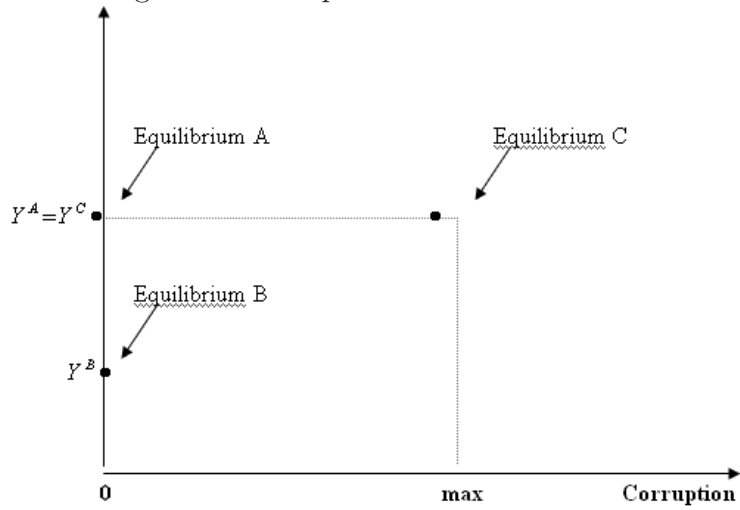 Equilibrium A
Equilibrium C
Y^A=Y^C
Equilibrium B
Y^B
0
max
Corruption